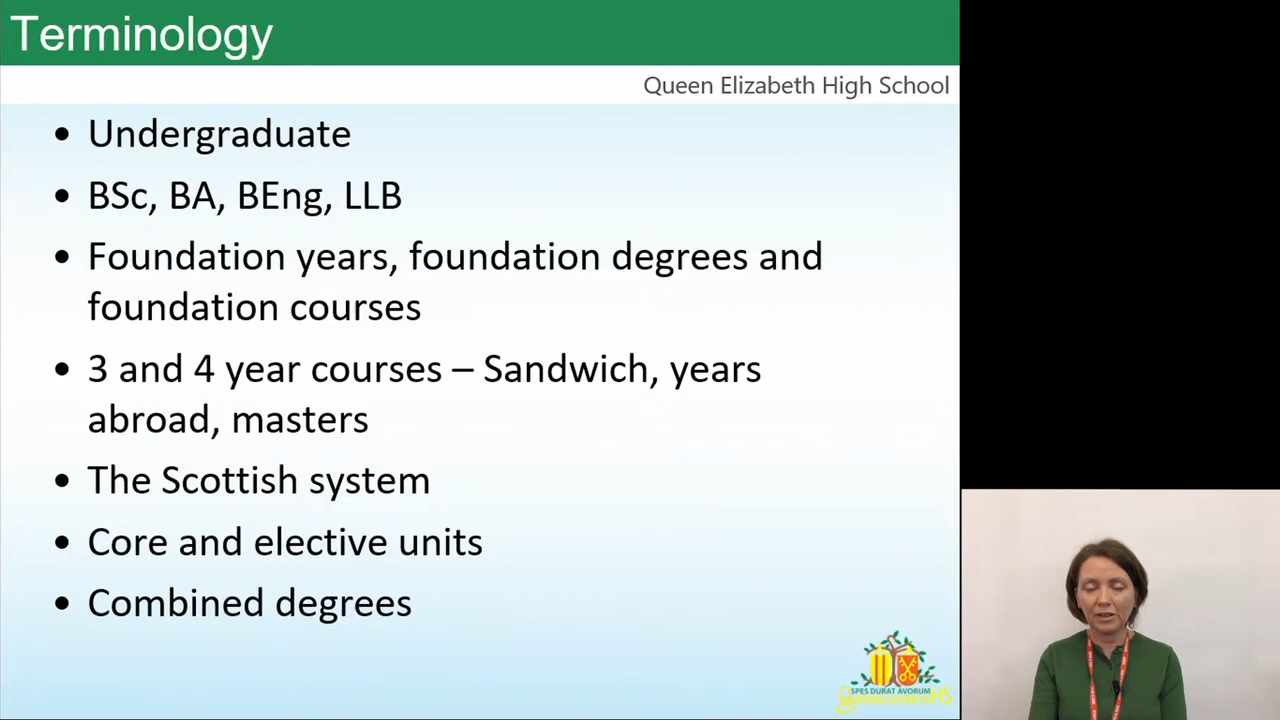 Terminology
Queen Elizabeth High School
• Undergraduate
• BSc, BA, BEng, LLB
• Foundation years, foundation degrees and
foundation courses
• 3 and 4 year courses – Sandwich, years
abroad, masters
• The Scottish system
• Core and elective units
• Combined degrees
SPES DURAT AVORUM
QUEENELIZABETHHS